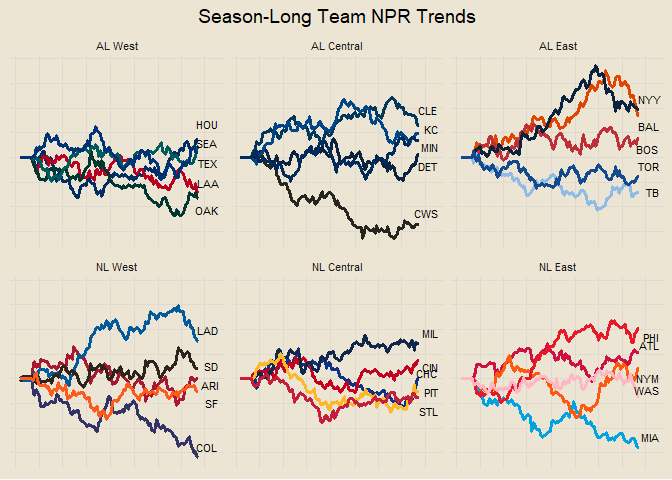 Season-Long Team NPR Trends
AL West
AL Central
AL East
HOU
SEA
TEX
LAA
OAK
CLE
KC
MIN
DET
CWS
NYY
BAL
BOS
TOR
TB
NL West
NL Central
NL East
LAD
SD
ARI
SF
COL
MIL
CIN
CHC
PIT
STL
PHI
ATL
NYM
WAS
MIA